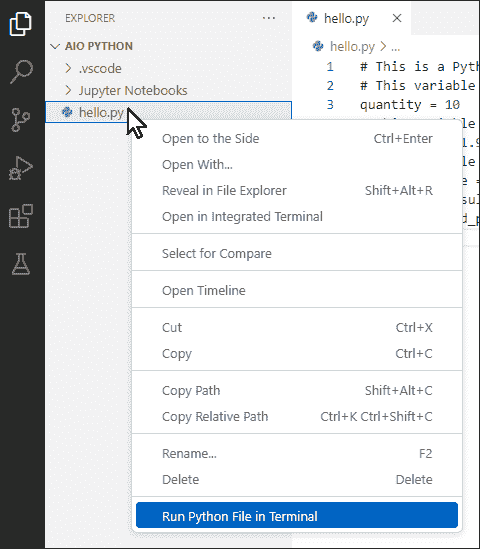 EXPLORER
AIO PYTHON
.vscode
Jupyter Notebooks
hello.py
hello.py
hello.py > ...
1 # This is a Pyth
2 # This variable
3 quantity = 10
Open to the Side Ctrl+Enter
Open With...
Reveal in File Explorer Shift+Alt+R
Open in Integrated Terminal
Select for Compare
Open Timeline
Cut Ctrl+X
Copy Ctrl+C
Copy Path Shift+Alt+C
Copy Relative Path Ctrl+K Ctrl+Shift+C
Rename... F2
Delete Delete
Run Python File in Terminal